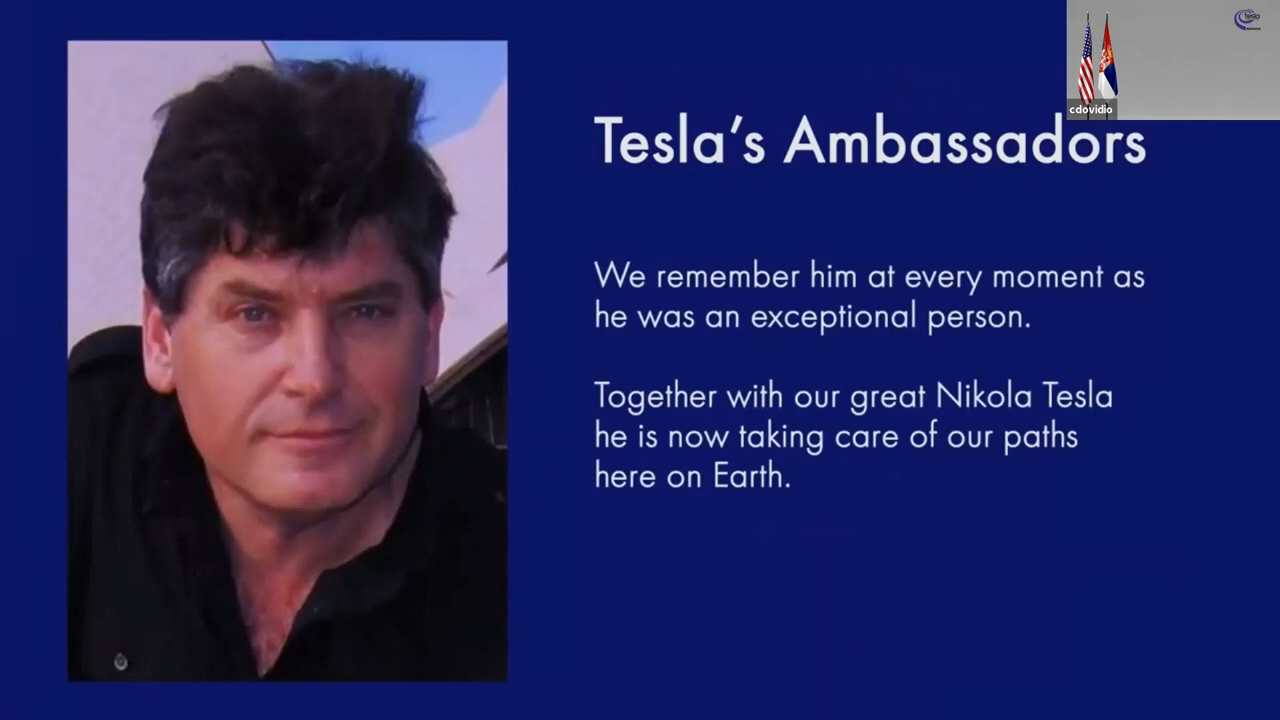 cdovidio
Tesla's Ambassadors
We remember him at every moment as
he was an exceptional person.
Together with our great Nikola Tesla
he is now taking care of our paths
here on Earth.